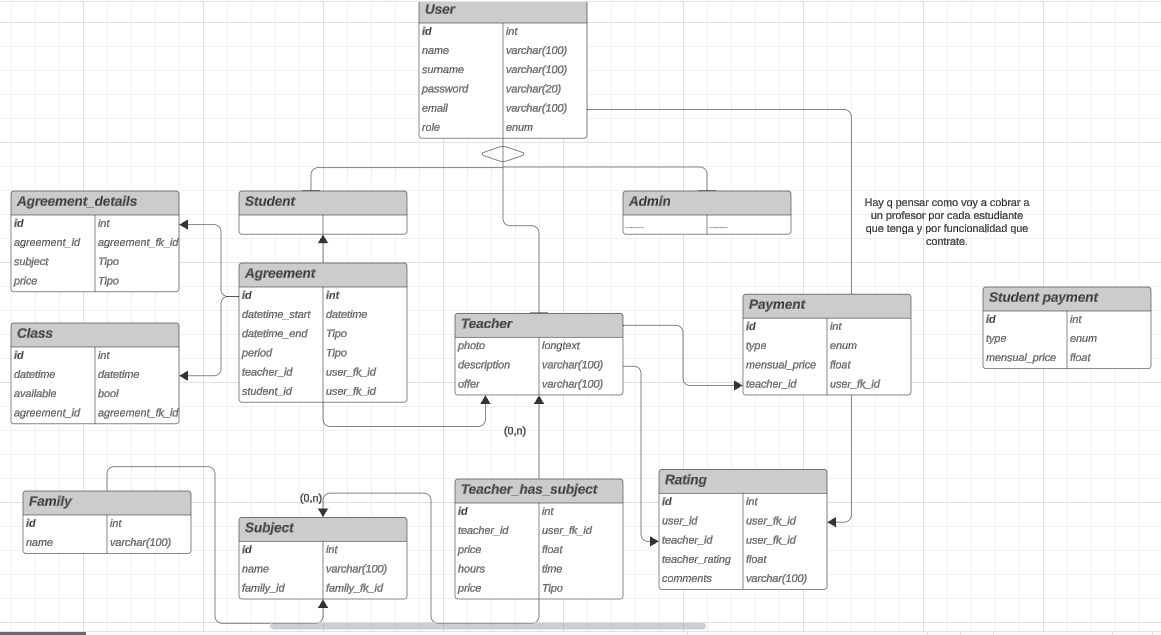 User
id int
name varchar(100)
surname varchar(100)
password varchar(20)
email varchar(100)
role enum
Agreement_details
id int
agreement_id agreement_fk_id
subject Tipo
price Tipo
Student
Admin
Hay q pensar como voy a cobrar a
un profesor por cada estudiante
que tenga y por funcionalidad que
contrate.
Agreement
id int
datetime_start datetime
datetime_end Tipo
period Tipo
teacher_id user_fk_id
student_id user_fk_id
Class
id int
datetime datetime
available bool
agreement_id agreement_fk_id
Teacher
photo longtext
description varchar(100)
offer varchar(100)
Payment
id int
type enum
mensual_price float
teacher_id user_fk_id
Student payment
id int
type enum
mensual_price float
(0,n)
Family
id int
name varchar(100)
(0,n)
Subject
id int
name varchar(100)
family_id family_fk_id
Teacher_has_subject
id int
teacher_id user_fk_id
price float
hours time
price Tipo
Rating
id int
user_id user_fk_id
teacher_id user_fk_id
teacher_rating float
comments varchar(100)